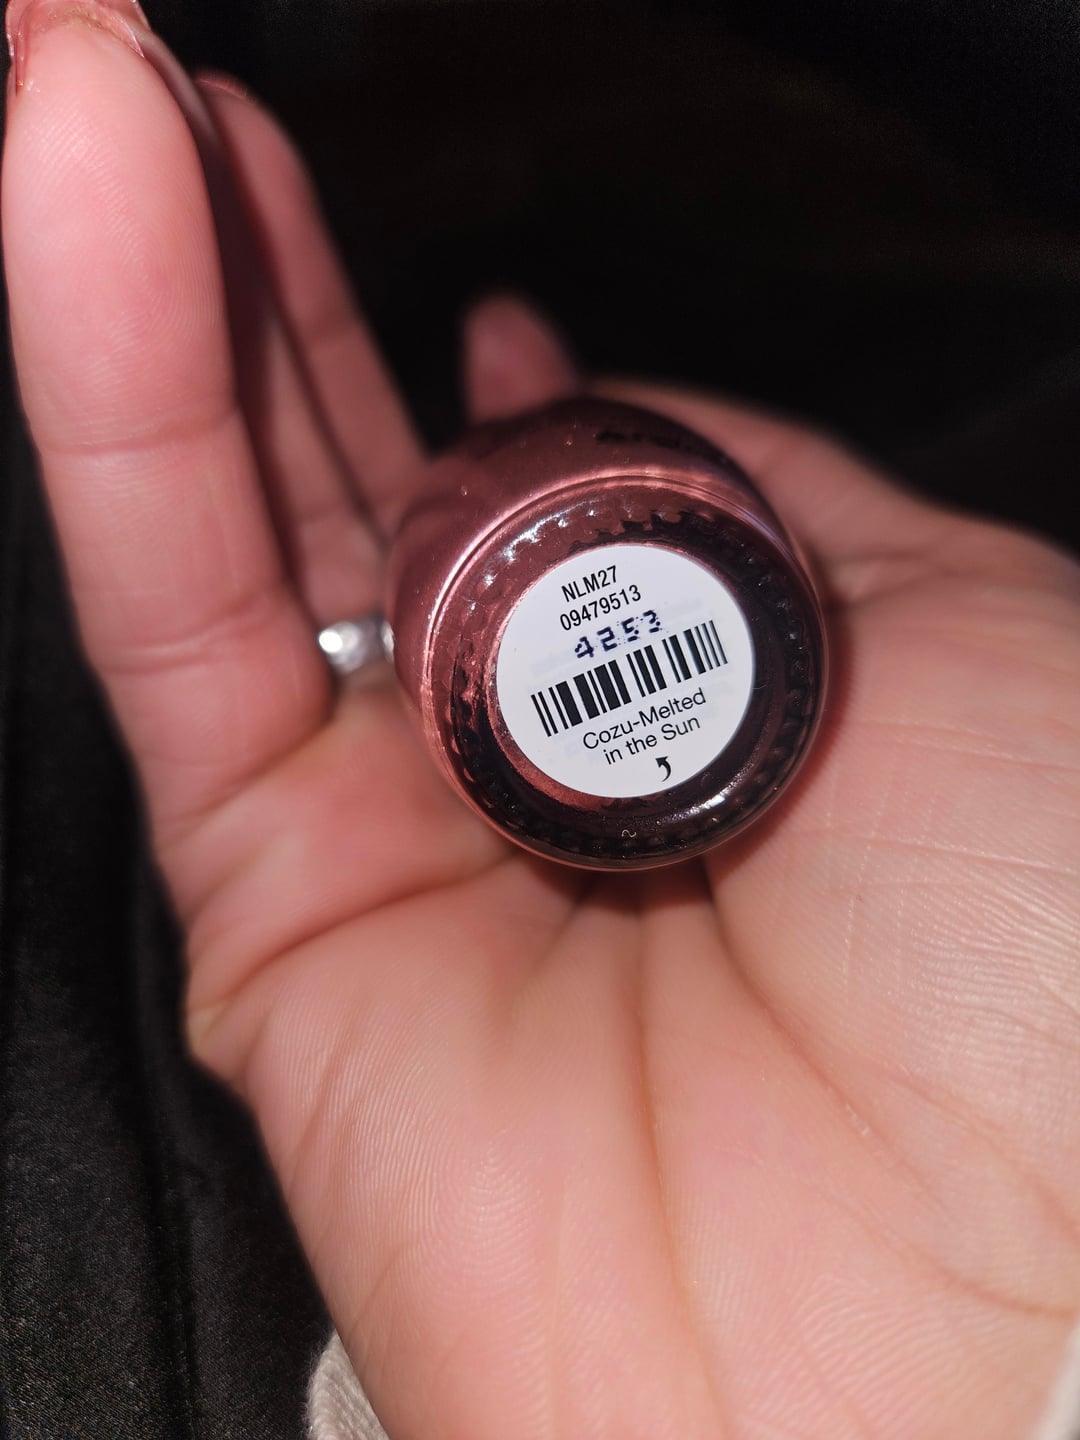 NLM27
09479513
4253
Cozu-Melted
in the Sun